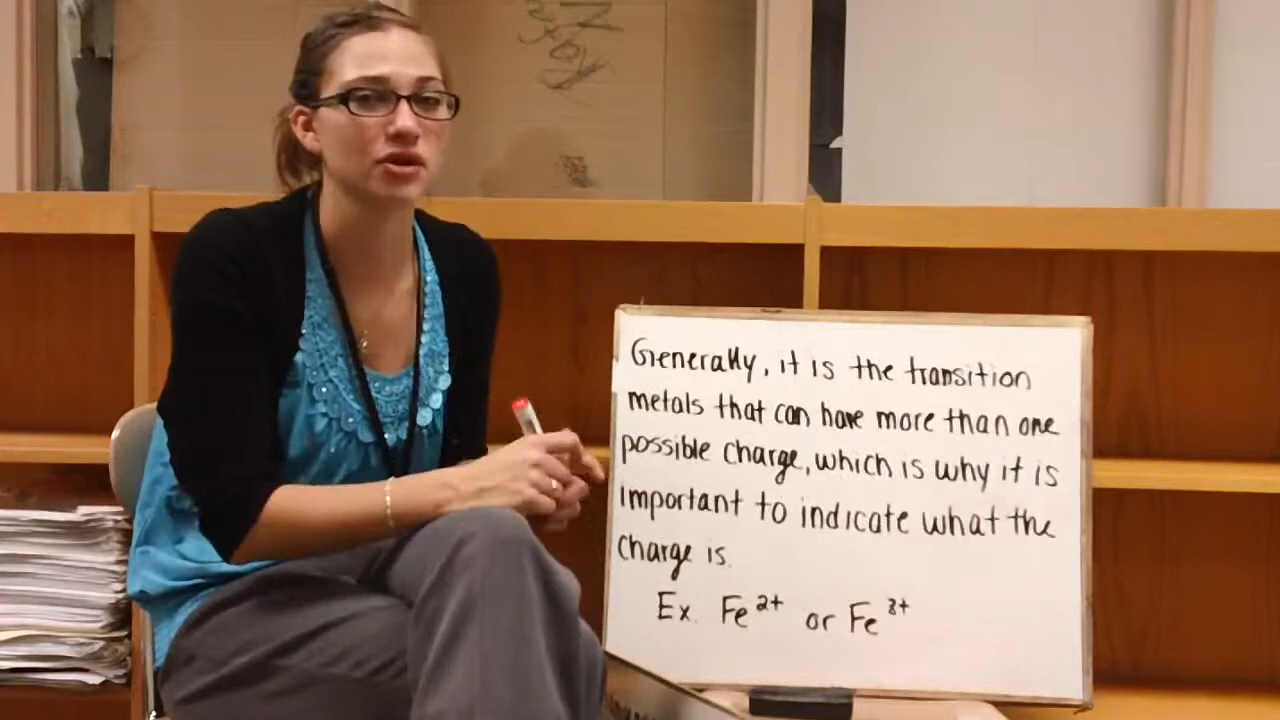 Generally, it is the transition
metals that can have more than one
possible charge, which is why it is
important to indicate what the
charge is.
Ex. Fe²⁺ or Fe³⁺